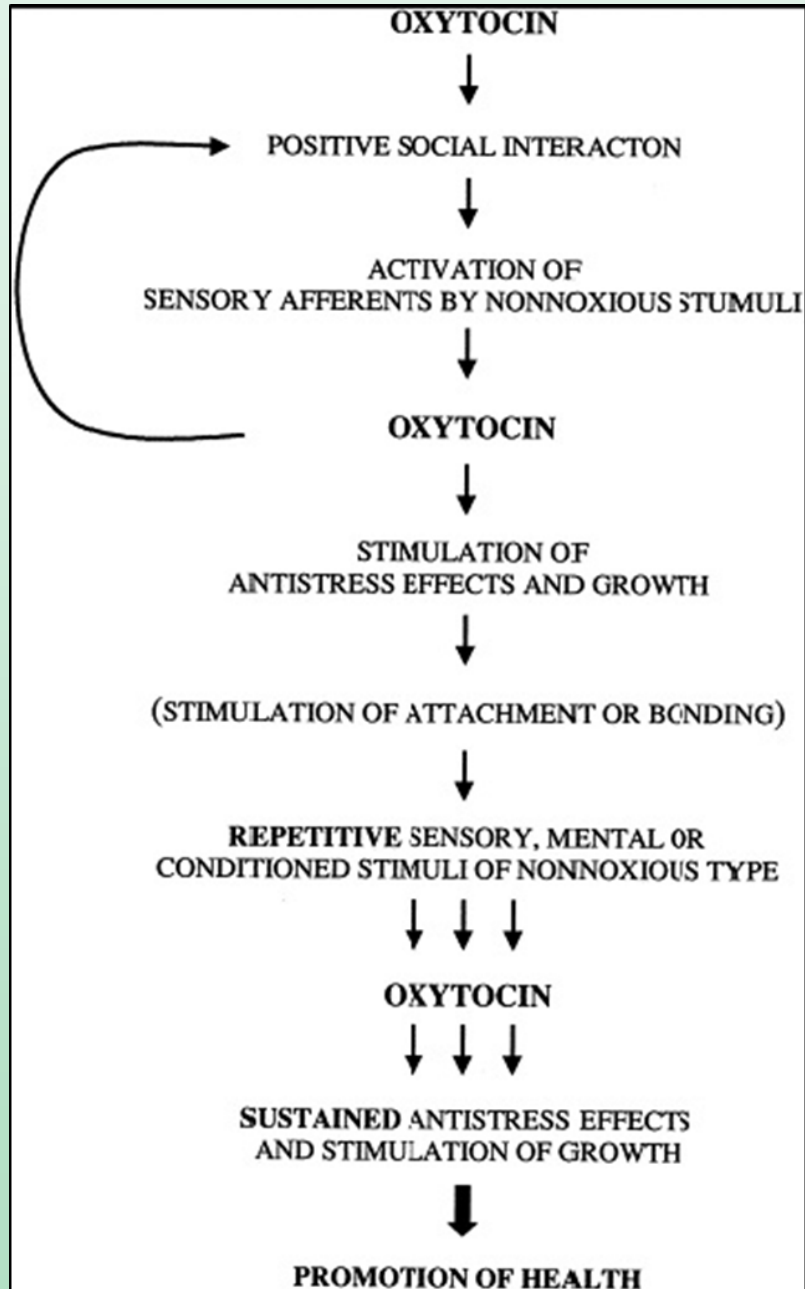 OXYTOCIN
POSITIVE SOCIAL INTERACTON
ACTIVATION OF
SENSORY AFFERENTS BY NONNOXIOUS STUMULI
OXYTOCIN
STIMULATION OF
ANTISTRESS EFFECTS AND GROWTH
(STIMULATION OF ATTACHMENT OR BONDING)
REPETITIVE SENSORY, MENTAL OR
CONDITIONED STIMULI OF NONNOXIOUS TYPE
OXYTOCIN
SUSTAINED ANTISTRESS EFFECTS
AND STIMULATION OF GROWTH
PROMOTION OF HEALTH